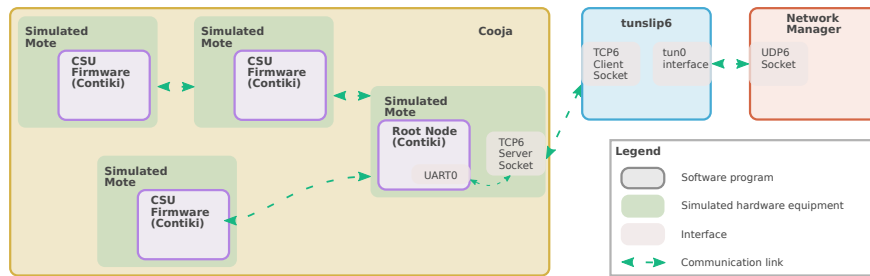 Simulated
Mote
CSU
Firmware
(Contiki)
Simulated
Mote
CSU
Firmware
(Contiki)
Cooja
Simulated
Mote
Root Node
(Contiki)
UART0
TCP6
Server
Socket
Simulated
Mote
CSU
Firmware
(Contiki)
tunslip6
TCP6
Client
Socket
tun0
interface
Network
Manager
UDP6
Socket
Legend
Software program
Simulated hardware equipment
Interface
Communication link